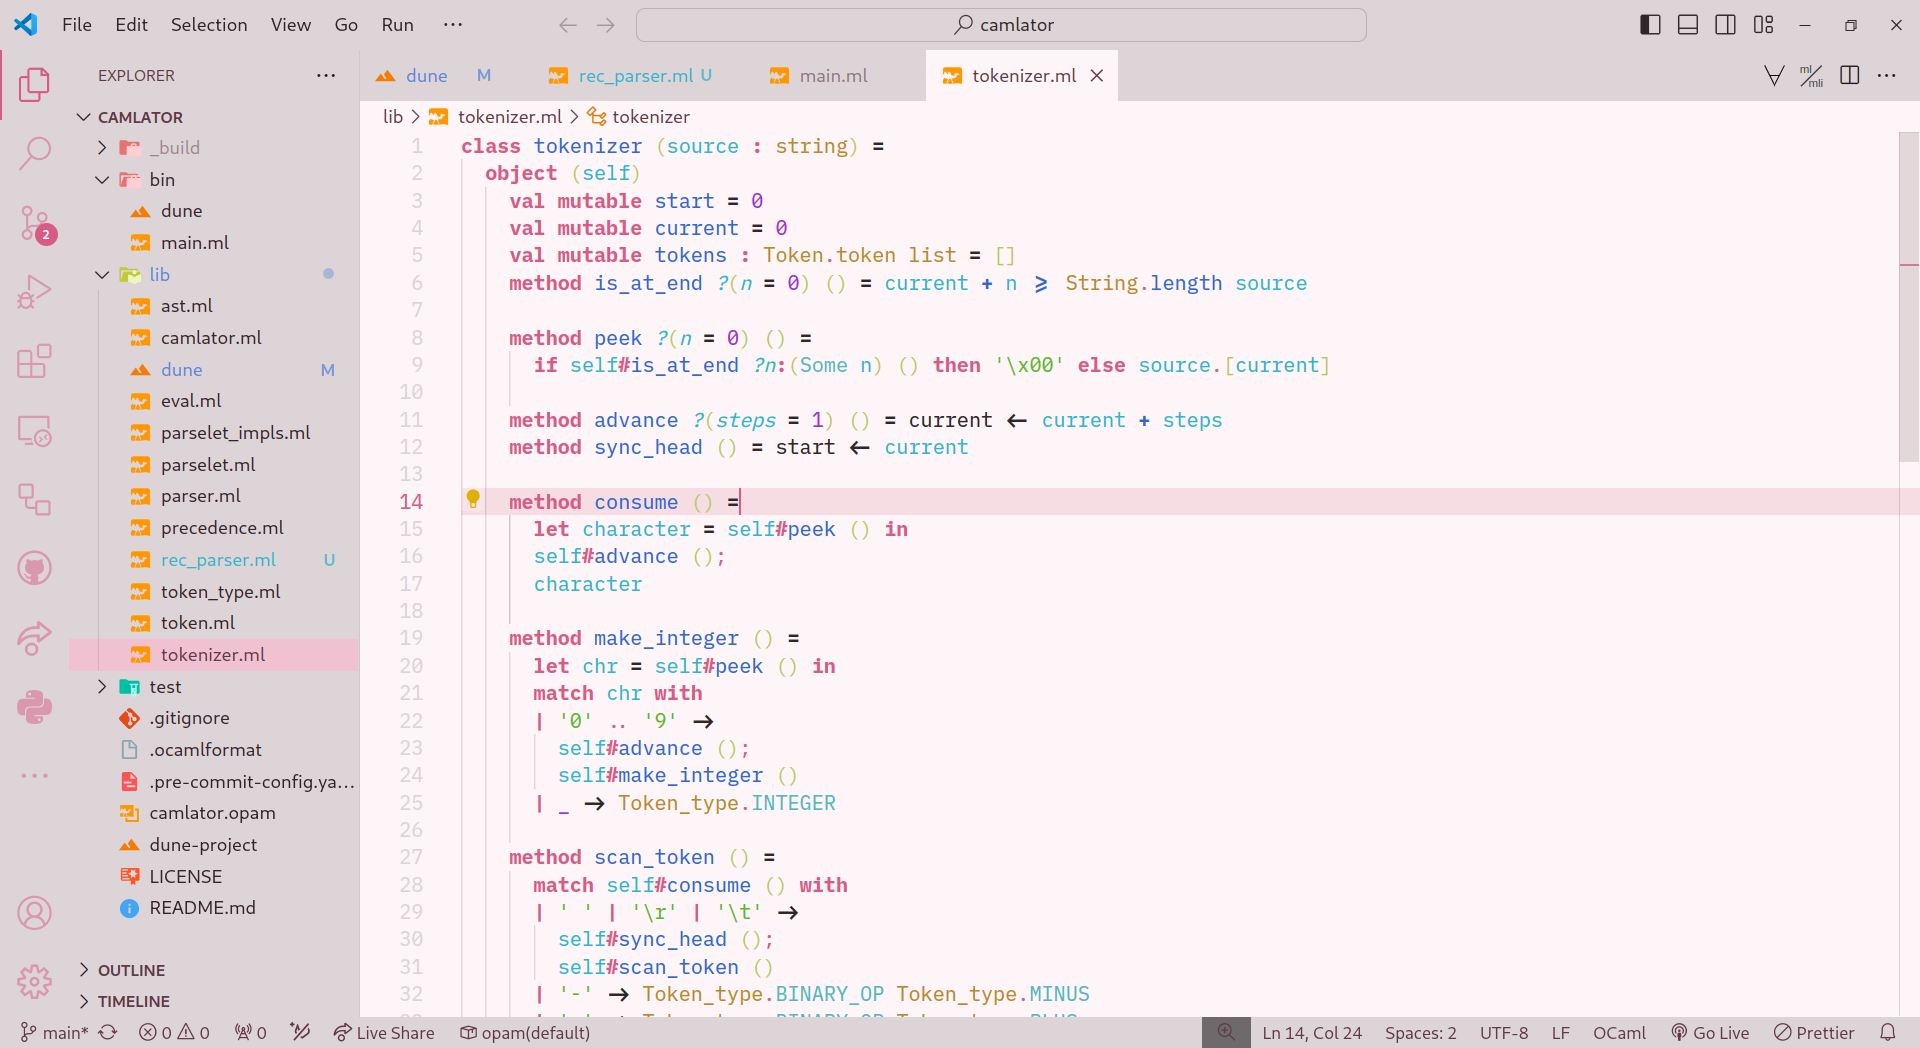 File Edit Selection View Go Run ···
camlator
EXPLORER ···
dune M
rec_parser.ml U
main.ml
tokenizer.ml
ml/mli
lib > tokenizer.ml > tokenizer
CAMLATOR
_build
bin
dune
main.ml
lib
ast.ml
camlator.ml
dune M
eval.ml
parselet_impls.ml
parselet.ml
parser.ml
precedence.ml
rec_parser.ml U
token_type.ml
token.ml
tokenizer.ml
test
.gitignore
.ocamlformat
.pre-commit-config.ya...
camlator.opam
dune-project
LICENSE
README.md
OUTLINE
TIMELINE
2
1 class tokenizer (source : string) =
2 object (self)
3 val mutable start = 0
4 val mutable current = 0
5 val mutable tokens : Token.token list = []
6 method is_at_end ?(n = 0) () = current + n >= String.length source
7
8 method peek ?(n = 0) () =
9 if self#is_at_end ?n:(Some n) () then '\x00' else source.[current]
10
11 method advance ?(steps = 1) () = current <- current + steps
12 method sync_head () = start <- current
13
14 method consume () =
15 let character = self#peek () in
16 self#advance ();
17 character
18
19 method make_integer () =
20 let chr = self#peek () in
21 match chr with
22 | '0' .. '9' ->
23 self#advance ();
24 self#make_integer ()
25 | _ -> Token_type.INTEGER
26
27 method scan_token () =
28 match self#consume () with
29 | ' ' | '\r' | '\t' ->
30 self#sync_head ();
31 self#scan_token ()
32 | '-' -> Token_type.BINARY_OP Token_type.MINUS
main* 0 0 0 Live Share opam(default) Ln 14, Col 24 Spaces: 2 UTF-8 LF OCaml Go Live Prettier